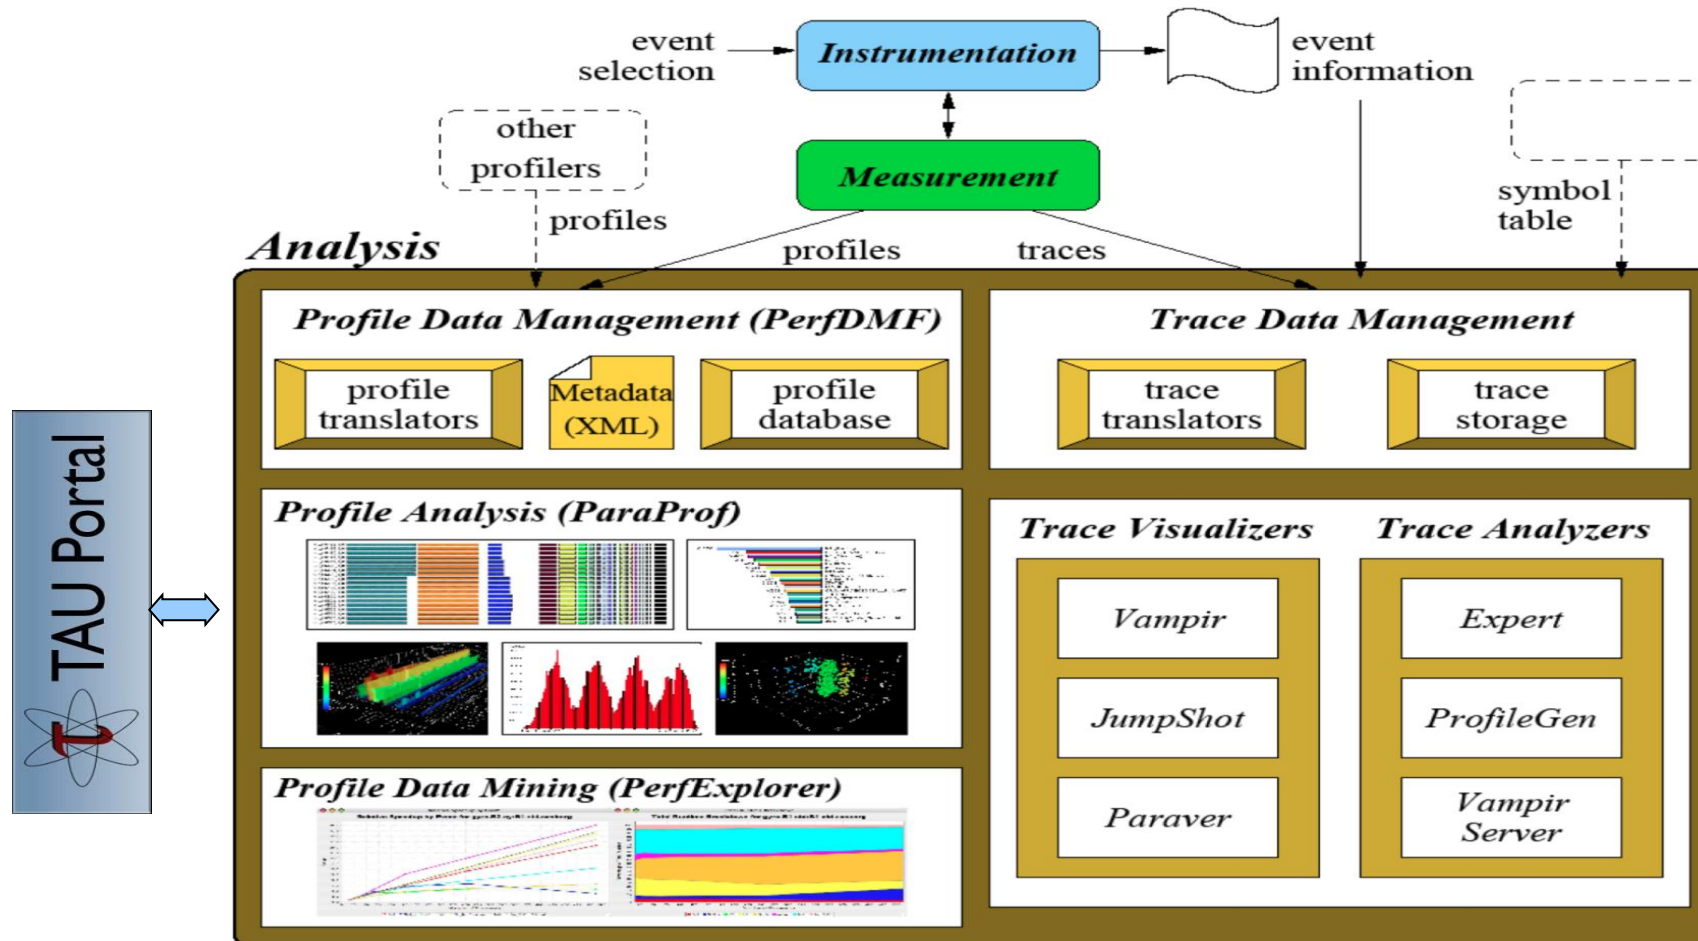 event
selection
Instrumentation
event
information
other
profilers
Measurement
symbol
table
profiles
Analysis
profiles
traces
Profile Data Management (PerfDMF)
profile
translators
Metadata
(XML)
profile
database
Trace Data Management
trace
translators
trace
storage
TAU Portal
Profile Analysis (ParaProf)
Trace Visualizers
Vampir
JumpShot
Paraver
Trace Analyzers
Expert
ProfileGen
Vampir
Server
Profile Data Mining (PerfExplorer)